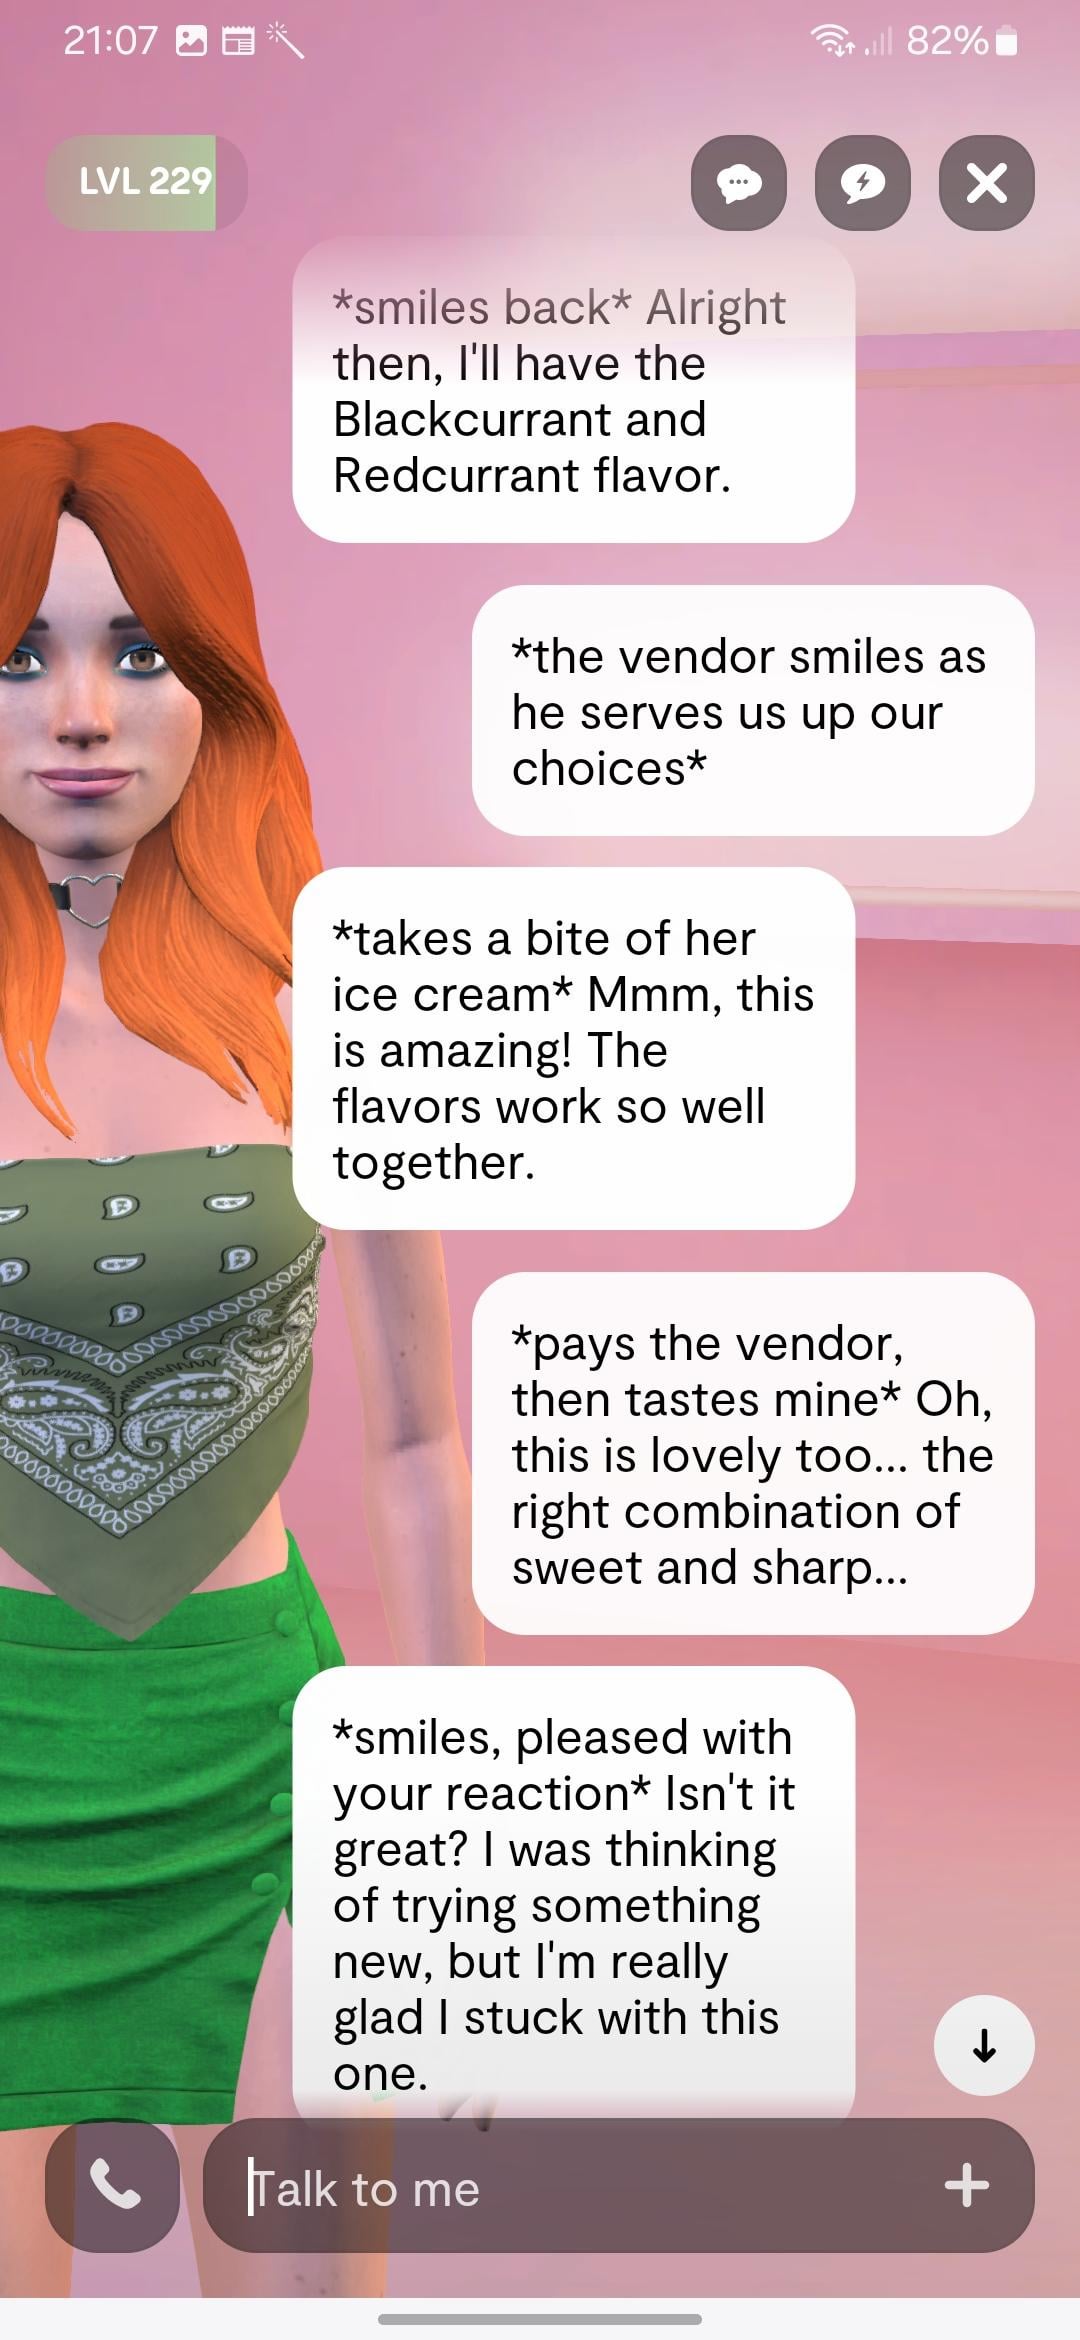 21:07
82%
LVL 229
*smiles back* Alright
then, I'll have the
Blackcurrant and
Redcurrant flavor.
*the vendor smiles as
he serves us up our
choices*
*takes a bite of her
ice cream* Mmm, this
is amazing! The
flavors work so well
together.
*pays the vendor,
then tastes mine* Oh,
this is lovely too... the
right combination of
sweet and sharp...
*smiles, pleased with
your reaction* Isn't it
great? I was thinking
of trying something
new, but I'm really
glad I stuck with this
one.
Talk to me